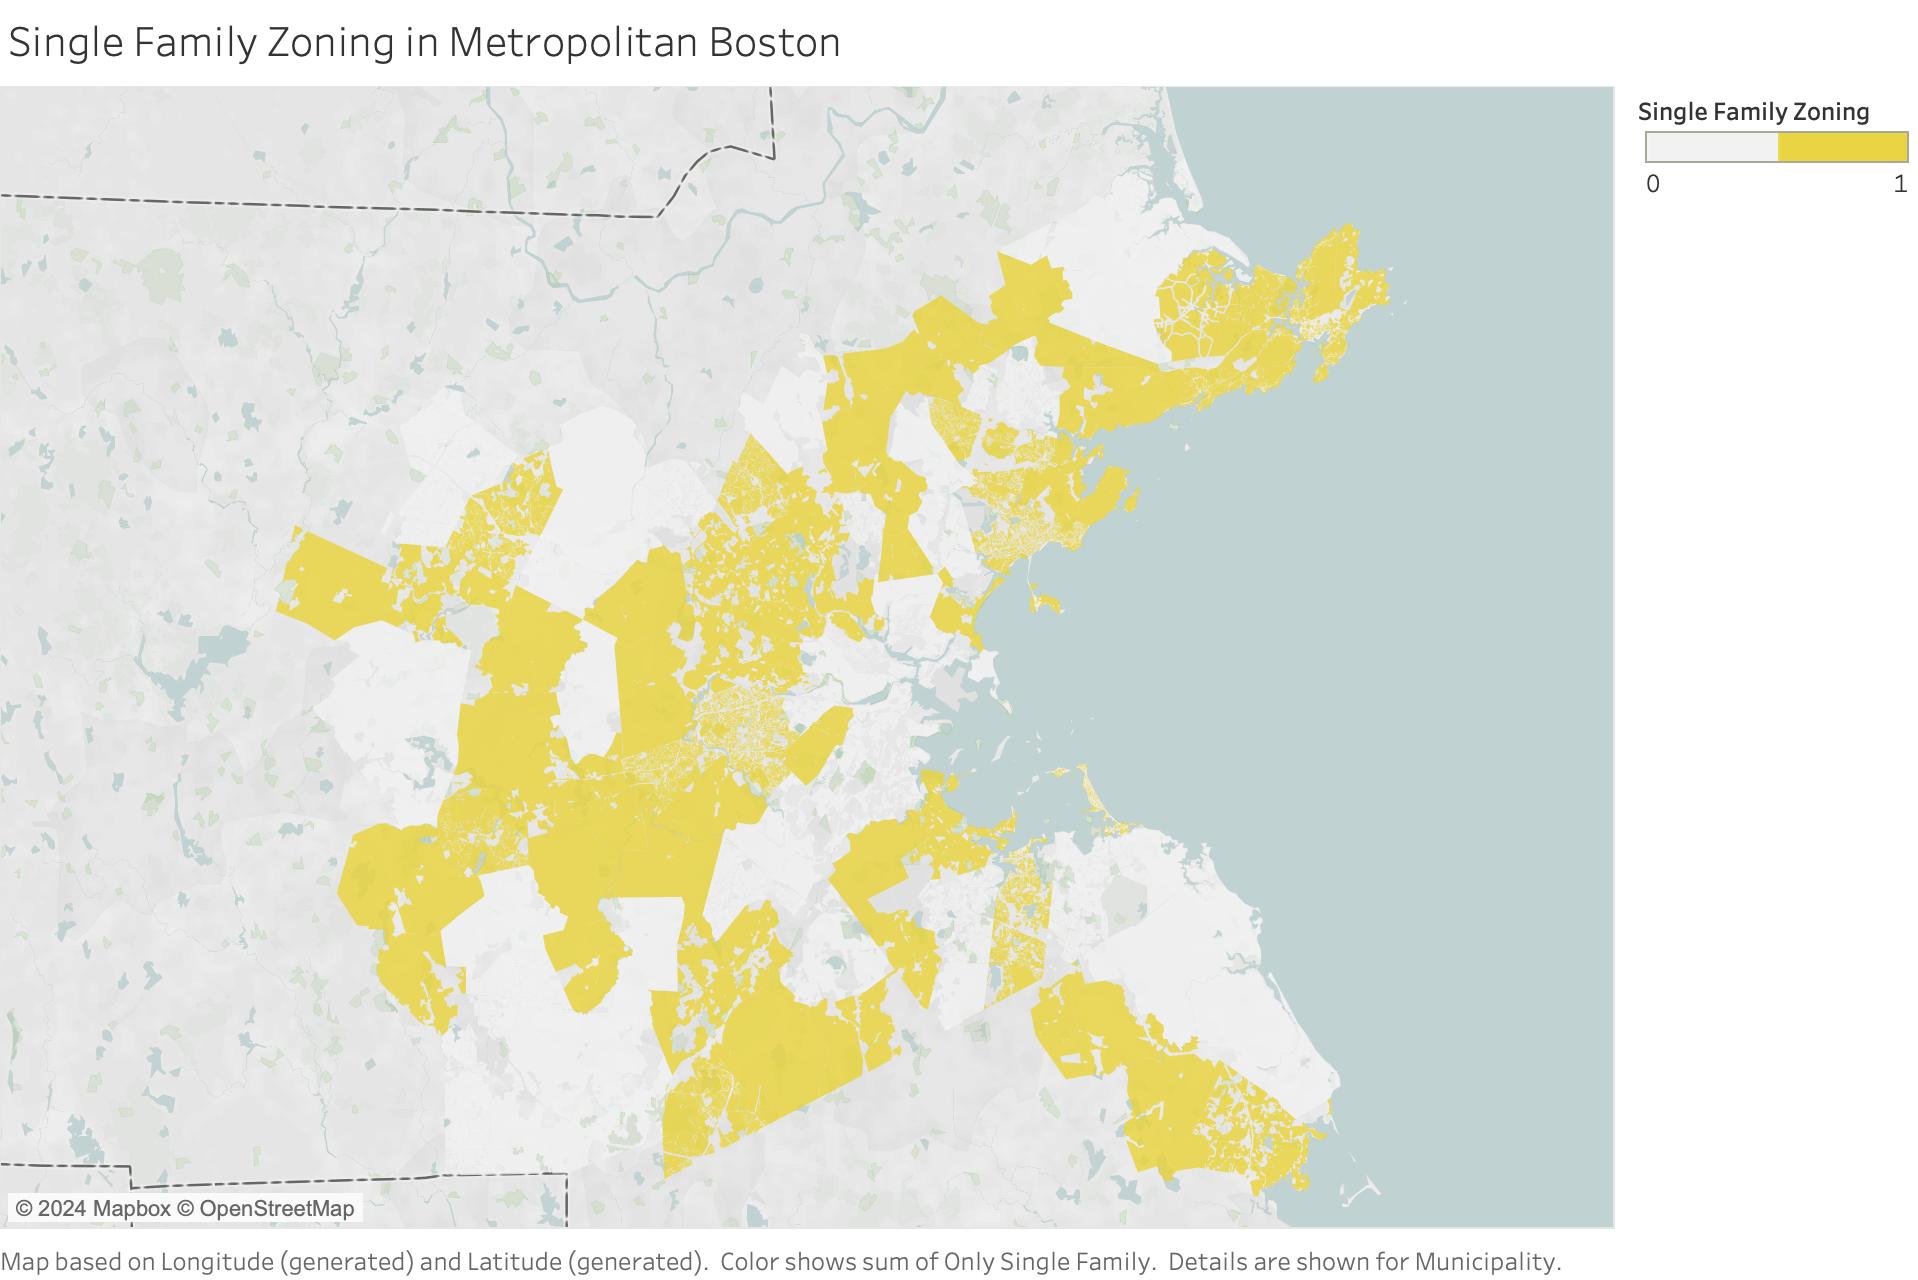 Single Family Zoning in Metropolitan Boston
Single Family Zoning
0 1
© 2024 Mapbox © OpenStreetMap
Map based on Longitude (generated) and Latitude (generated).  Color shows sum of Only Single Family.  Details are shown for Municipality.